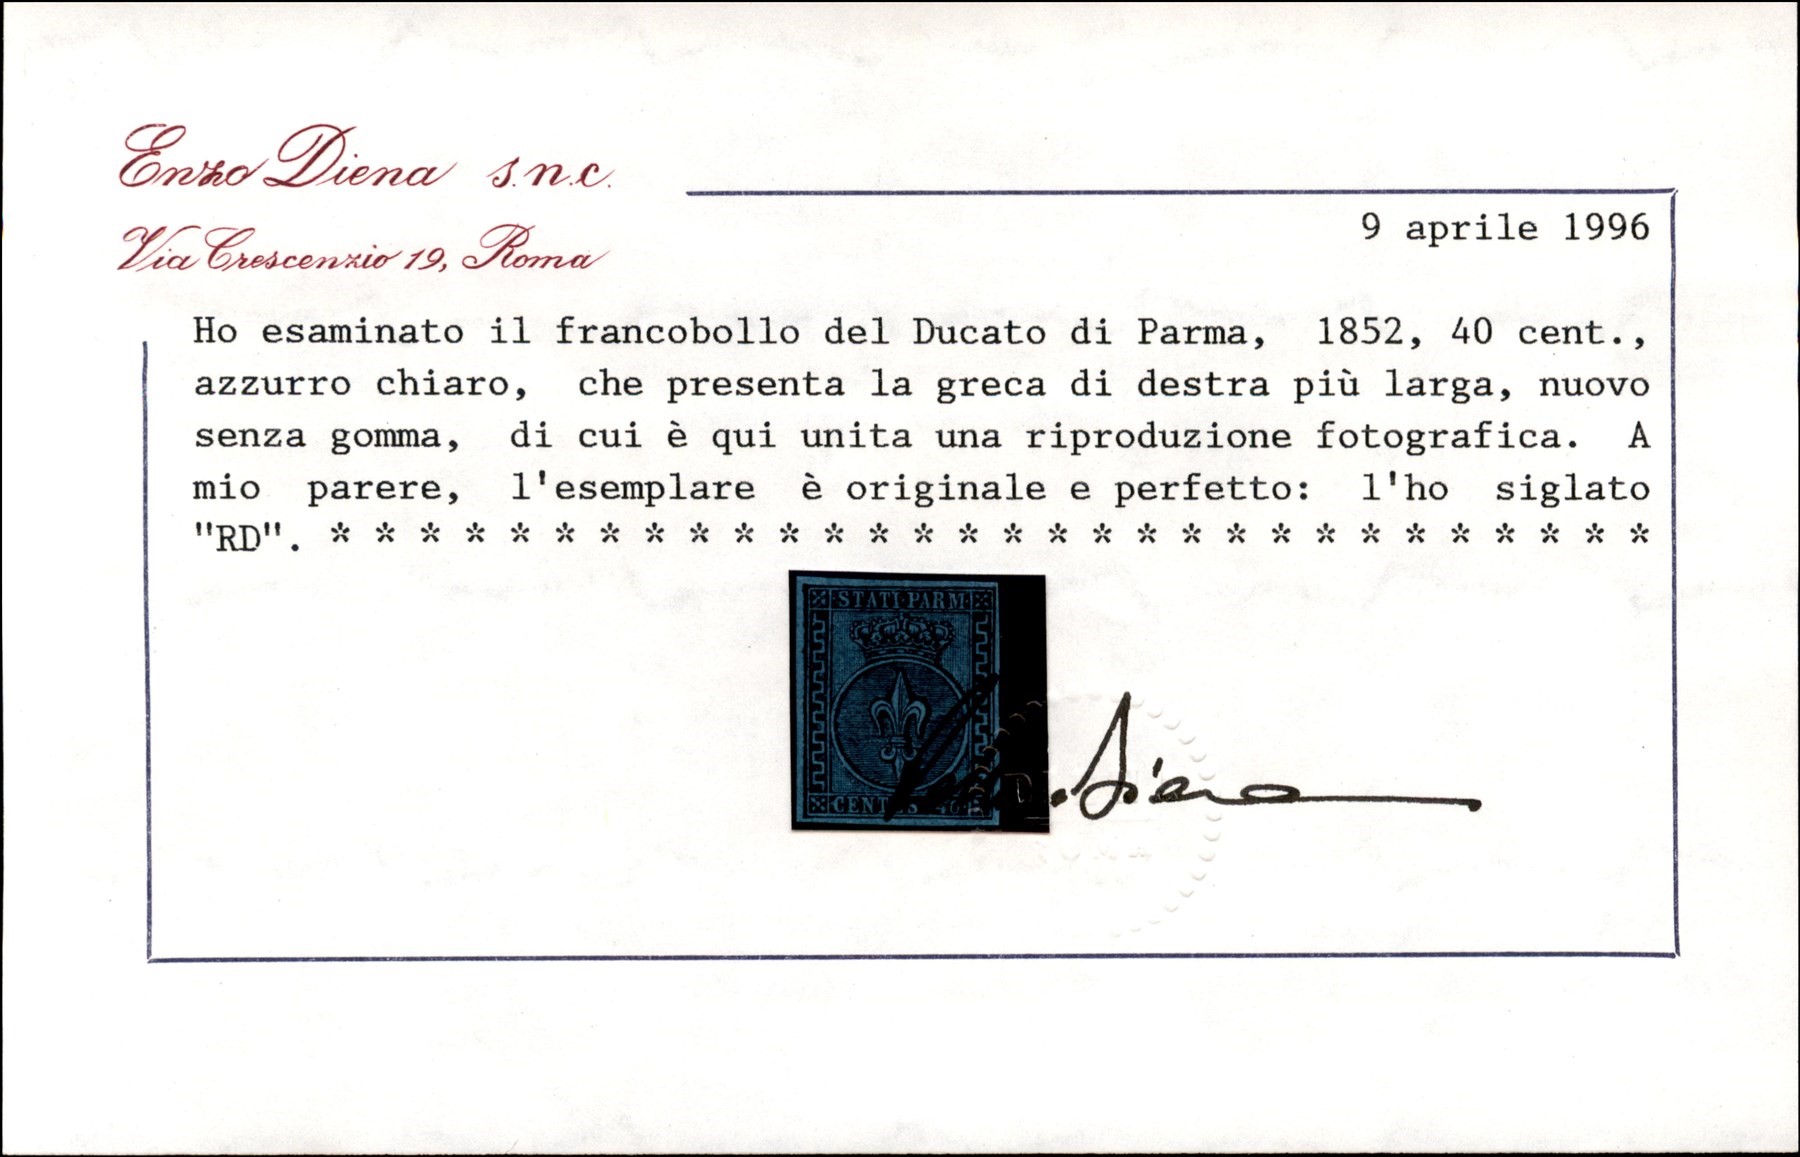 Enzo Diena s.n.c.
Via Crescenzio 19, Roma
9 aprile 1996
Ho esaminato il francobollo del Ducato di Parma, 1852, 40 cent.,
azzurro chiaro, che presenta la greca di destra più larga, nuovo
senza gomma, di cui è qui unita una riproduzione fotografica. A
mio parere, l'esemplare è originale e perfetto: l'ho siglato
"RD". * * * * * * * * * * * * * * * * * * * * * * * * * * * * * *
STATI PARM
Diena